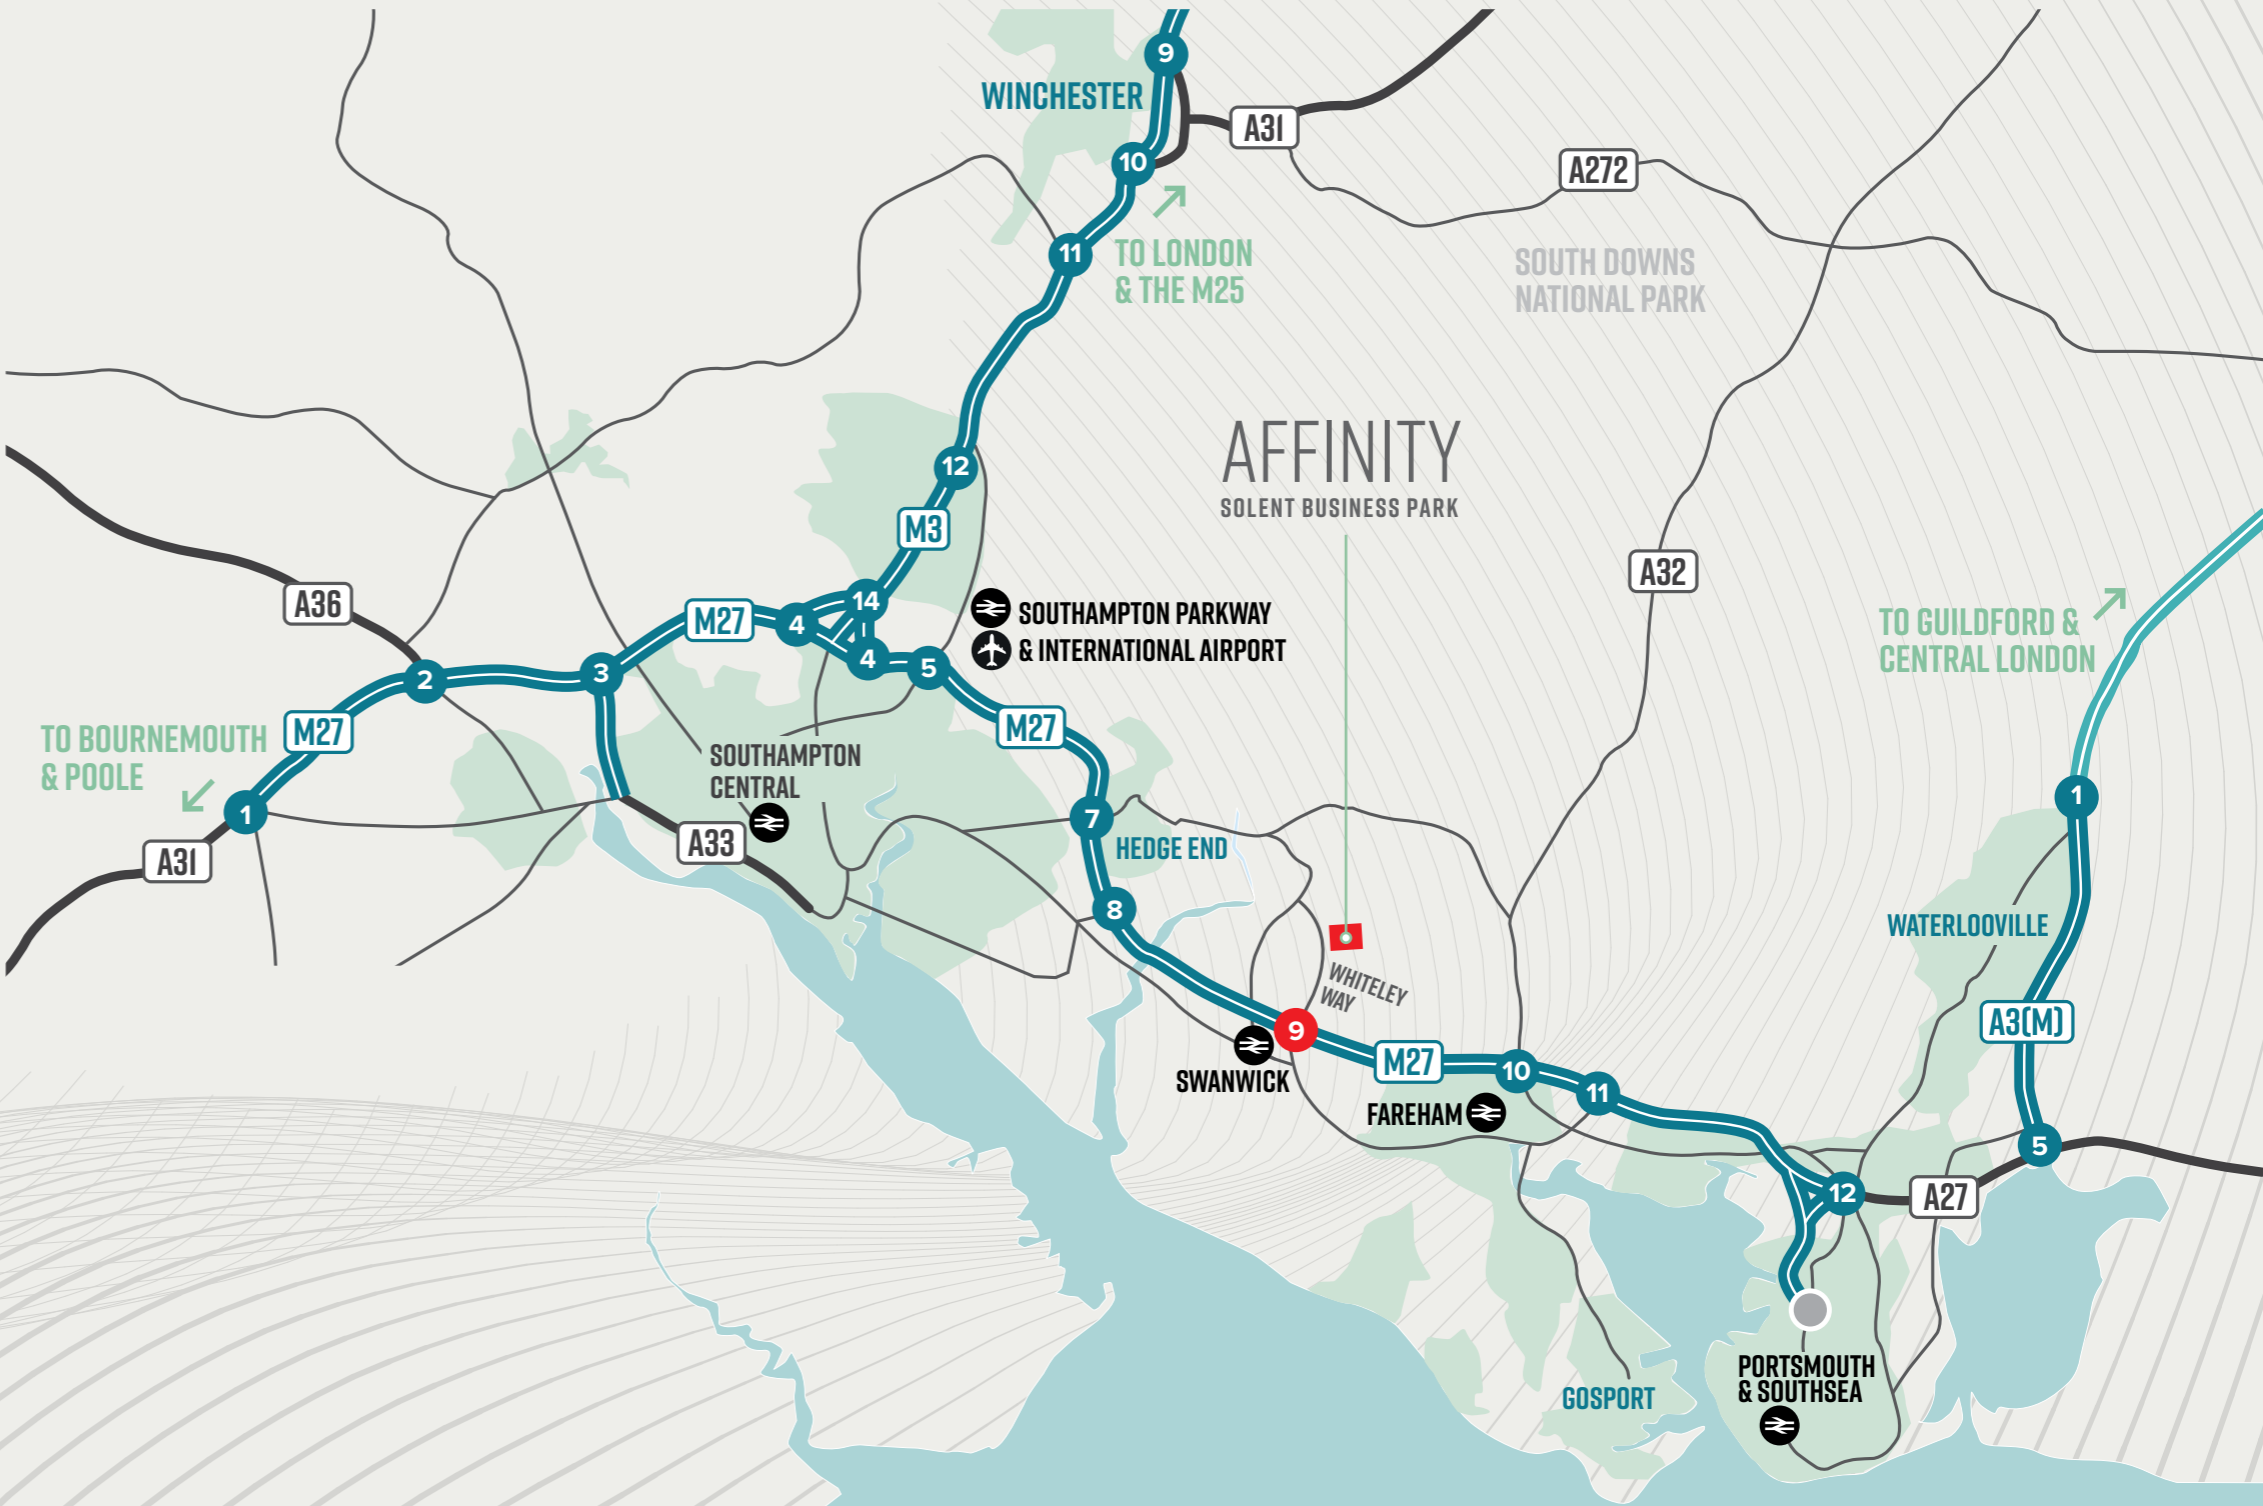 9
WINCHESTER
A31
10
A272
TO LONDON
& THE M25
11
SOUTH DOWNS
NATIONAL PARK
AFFINITY
SOLENT BUSINESS PARK
12
M3
A32
A36
14
M27
4
4
5
SOUTHAMPTON PARKWAY
& INTERNATIONAL AIRPORT
TO GUILDFORD &
CENTRAL LONDON
3
2
M27
M27
TO BOURNEMOUTH
& POOLE
SOUTHAMPTON
CENTRAL
1
1
7
A33
HEDGE END
A31
8
WATERLOOVILLE
WHITELEY
WAY
A3(M)
9
SWANWICK
M27
10
11
FAREHAM
5
12
A27
PORTSMOUTH
& SOUTHSEA
GOSPORT